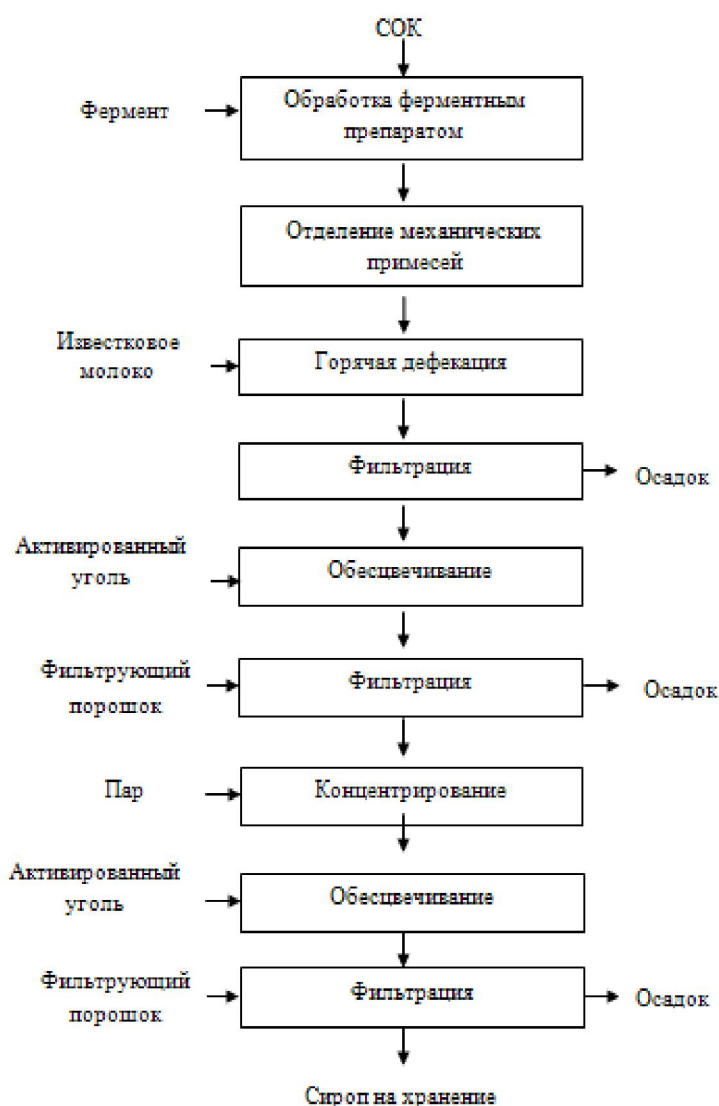 СОК
Фермент
Обработка ферментным
препаратом
Отделение механических
примесей
Известковое
молоко
Горячая дефекация
Фильтрация
Осадок
Активированный
уголь
Обесцвечивание
Фильтрующий
порошок
Фильтрация
Осадок
Пар
Концентрирование
Активированный
уголь
Обесцвечивание
Фильтрующий
порошок
Фильтрация
Осадок
Сироп на хранение